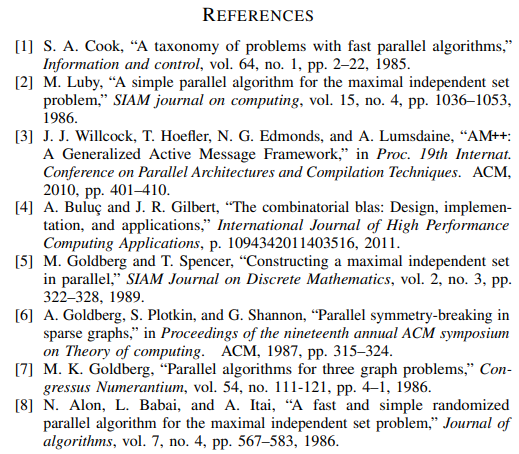 REFERENCES
[1] S. A. Cook, “A taxonomy of problems with fast parallel algorithms,”
Information and control, vol. 64, no. 1, pp. 2–22, 1985.
[2] M. Luby, “A simple parallel algorithm for the maximal independent set
problem,” SIAM journal on computing, vol. 15, no. 4, pp. 1036–1053,
1986.
[3] J. J. Willcock, T. Hoefler, N. G. Edmonds, and A. Lumsdaine, “AM++:
A Generalized Active Message Framework,” in Proc. 19th Internat.
Conference on Parallel Architectures and Compilation Techniques. ACM,
2010, pp. 401–410.
[4] A. Buluç and J. R. Gilbert, “The combinatorial blas: Design, implemen-
tation, and applications,” International Journal of High Performance
Computing Applications, p. 1094342011403516, 2011.
[5] M. Goldberg and T. Spencer, “Constructing a maximal independent set
in parallel,” SIAM Journal on Discrete Mathematics, vol. 2, no. 3, pp.
322–328, 1989.
[6] A. Goldberg, S. Plotkin, and G. Shannon, “Parallel symmetry-breaking in
sparse graphs,” in Proceedings of the nineteenth annual ACM symposium
on Theory of computing. ACM, 1987, pp. 315–324.
[7] M. K. Goldberg, “Parallel algorithms for three graph problems,” Con-
gressus Numerantium, vol. 54, no. 111-121, pp. 4–1, 1986.
[8] N. Alon, L. Babai, and A. Itai, “A fast and simple randomized
parallel algorithm for the maximal independent set problem,” Journal of
algorithms, vol. 7, no. 4, pp. 567–583, 1986.